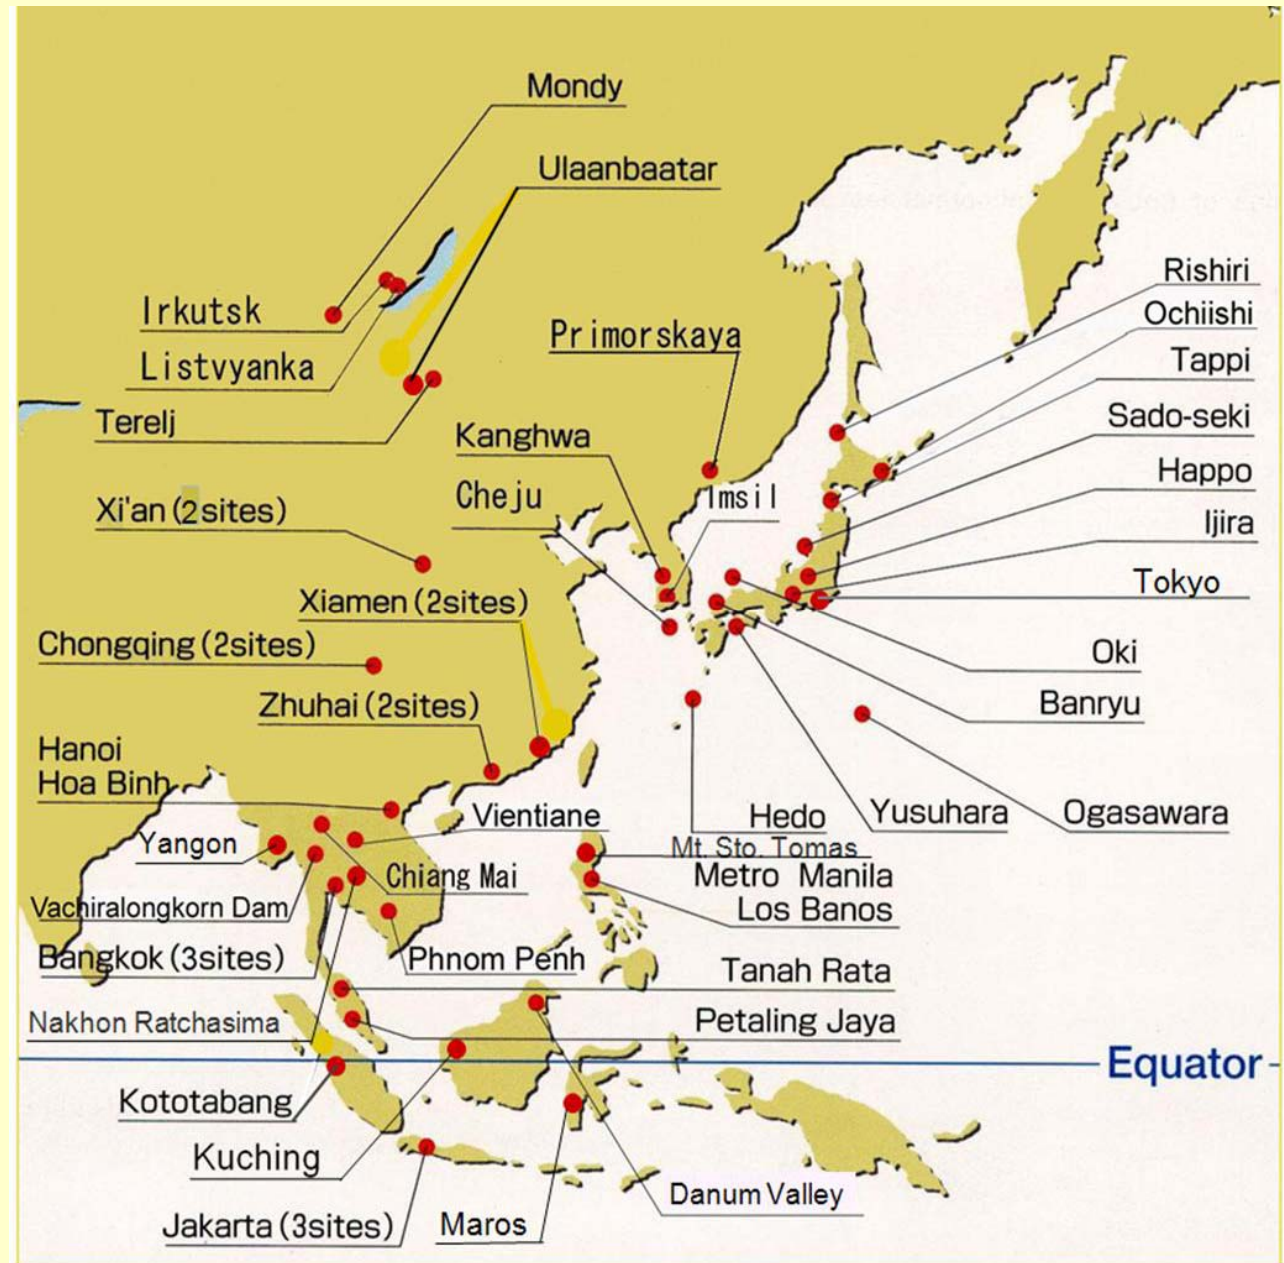 Mondy
Ulaanbaatar
Rishiri
Irkutsk
Ochiishi
Primorskaya
Listvyanka
Tappi
Terelj
Kanghwa
Sado-seki
Cheju
Imsil
Happo
Xi'an (2sites)
Ijira
Xiamen (2sites)
Tokyo
Chongqing (2sites)
Oki
Zhuhai (2sites)
Banryu
Hanoi
Hoa Binh
Vientiane
Hedo
Yusuhara
Ogasawara
Yangon
Mt. Sto. Tomas
Chiang Mai
Metro Manila
Vachiralongkorn Dam
Los Banos
Bangkok (3sites)
Phnom Penh
Tanah Rata
Nakhon Ratchasima
Petaling Jaya
Equator
Kototabang
Kuching
Danum Valley
Jakarta (3sites)
Maros